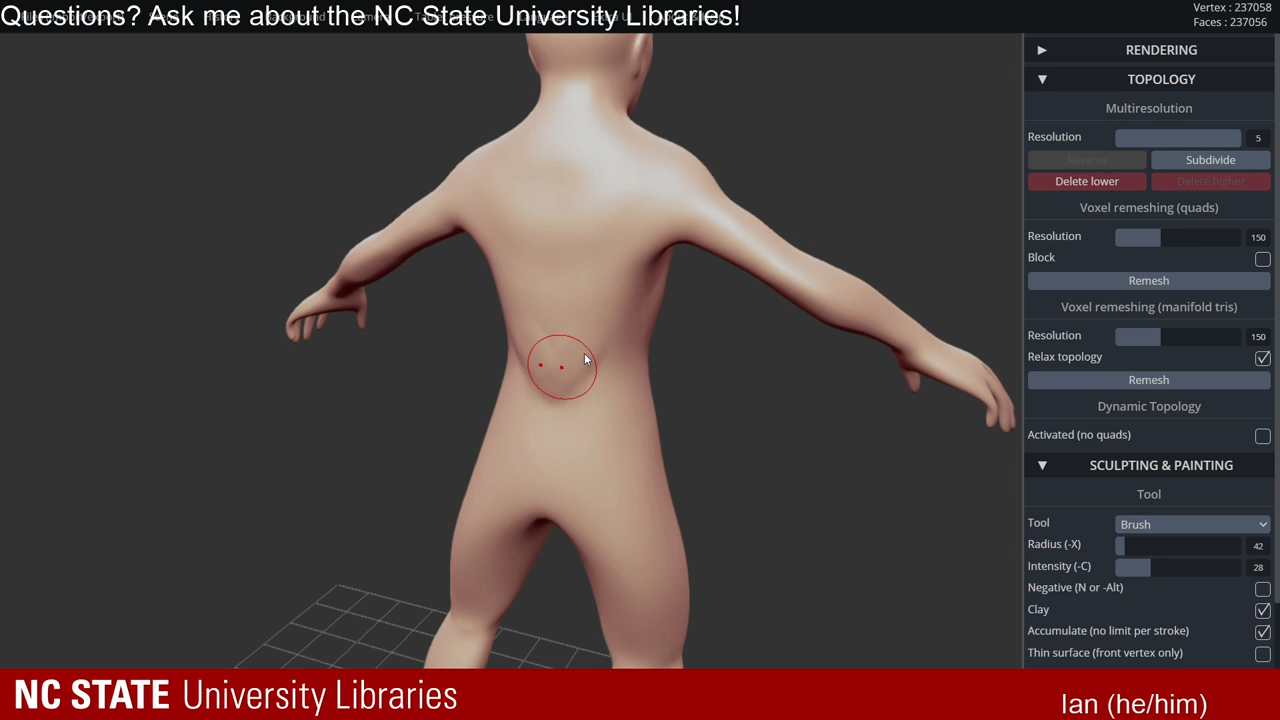 Questions? Ask me about the NC State University Libraries!
Vertex : 237058
Faces : 237056
RENDERING
TOPOLOGY
Multiresolution
Resolution 5
Reverse Subdivide
Delete lower Delete higher
Voxel remeshing (quads)
Resolution 150
Block
Remesh
Voxel remeshing (manifold tris)
Resolution 150
Relax topology
Remesh
Dynamic Topology
Activated (no quads)
SCULPTING & PAINTING
Tool
Tool Brush
Radius (-X) 42
Intensity (-C) 28
Negative (N or -Alt)
Clay
Accumulate (no limit per stroke)
Thin surface (front vertex only)
NC STATE University Libraries
Ian (he/him)